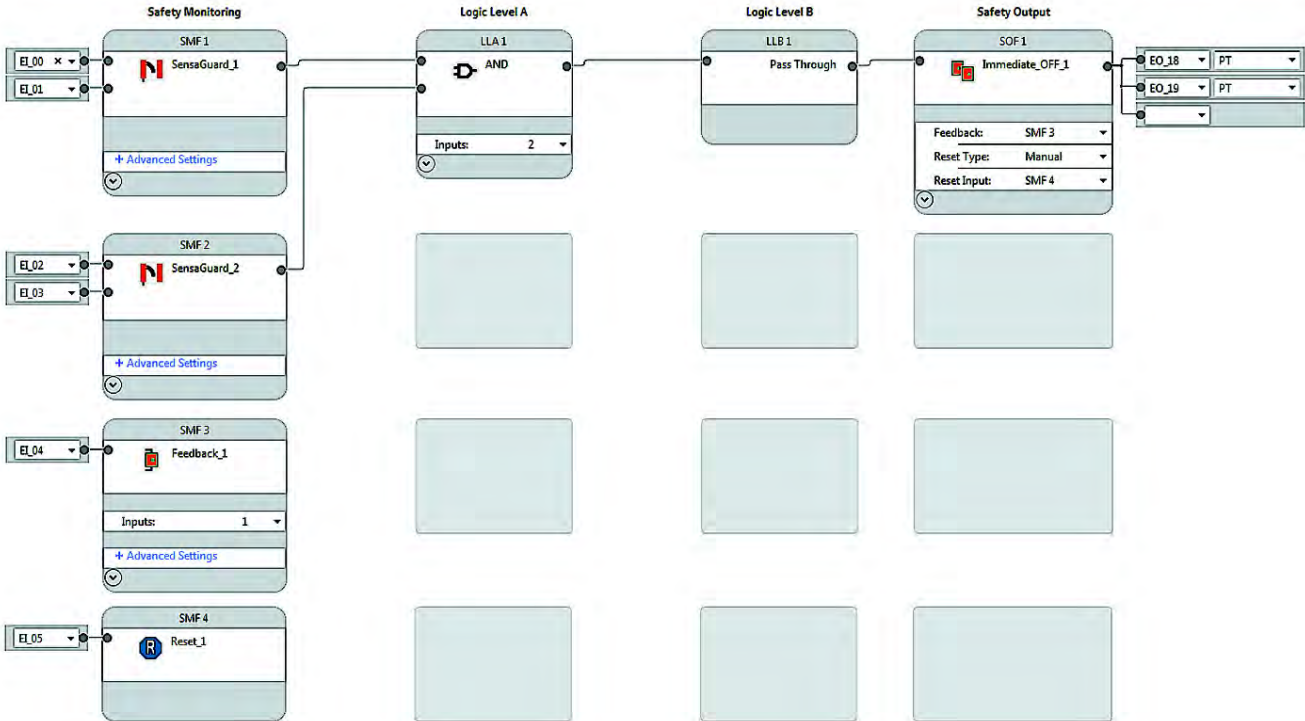 Safety Monitoring
Logic Level A
Logic Level B
Safety Output
SMF 1
EI_00
SensaGuard_1
EI_01
+ Advanced Settings
LLA 1
AND
Inputs: 2
LLB 1
Pass Through
SOF 1
Immediate_OFF_1
EO_18 PT
EO_19 PT
Feedback: SMF 3
Reset Type: Manual
Reset Input: SMF 4
SMF 2
EI_02
SensaGuard_2
EI_03
+ Advanced Settings
SMF 3
EI_04
Feedback_1
Inputs: 1
+ Advanced Settings
SMF 4
EI_05
R
Reset_1